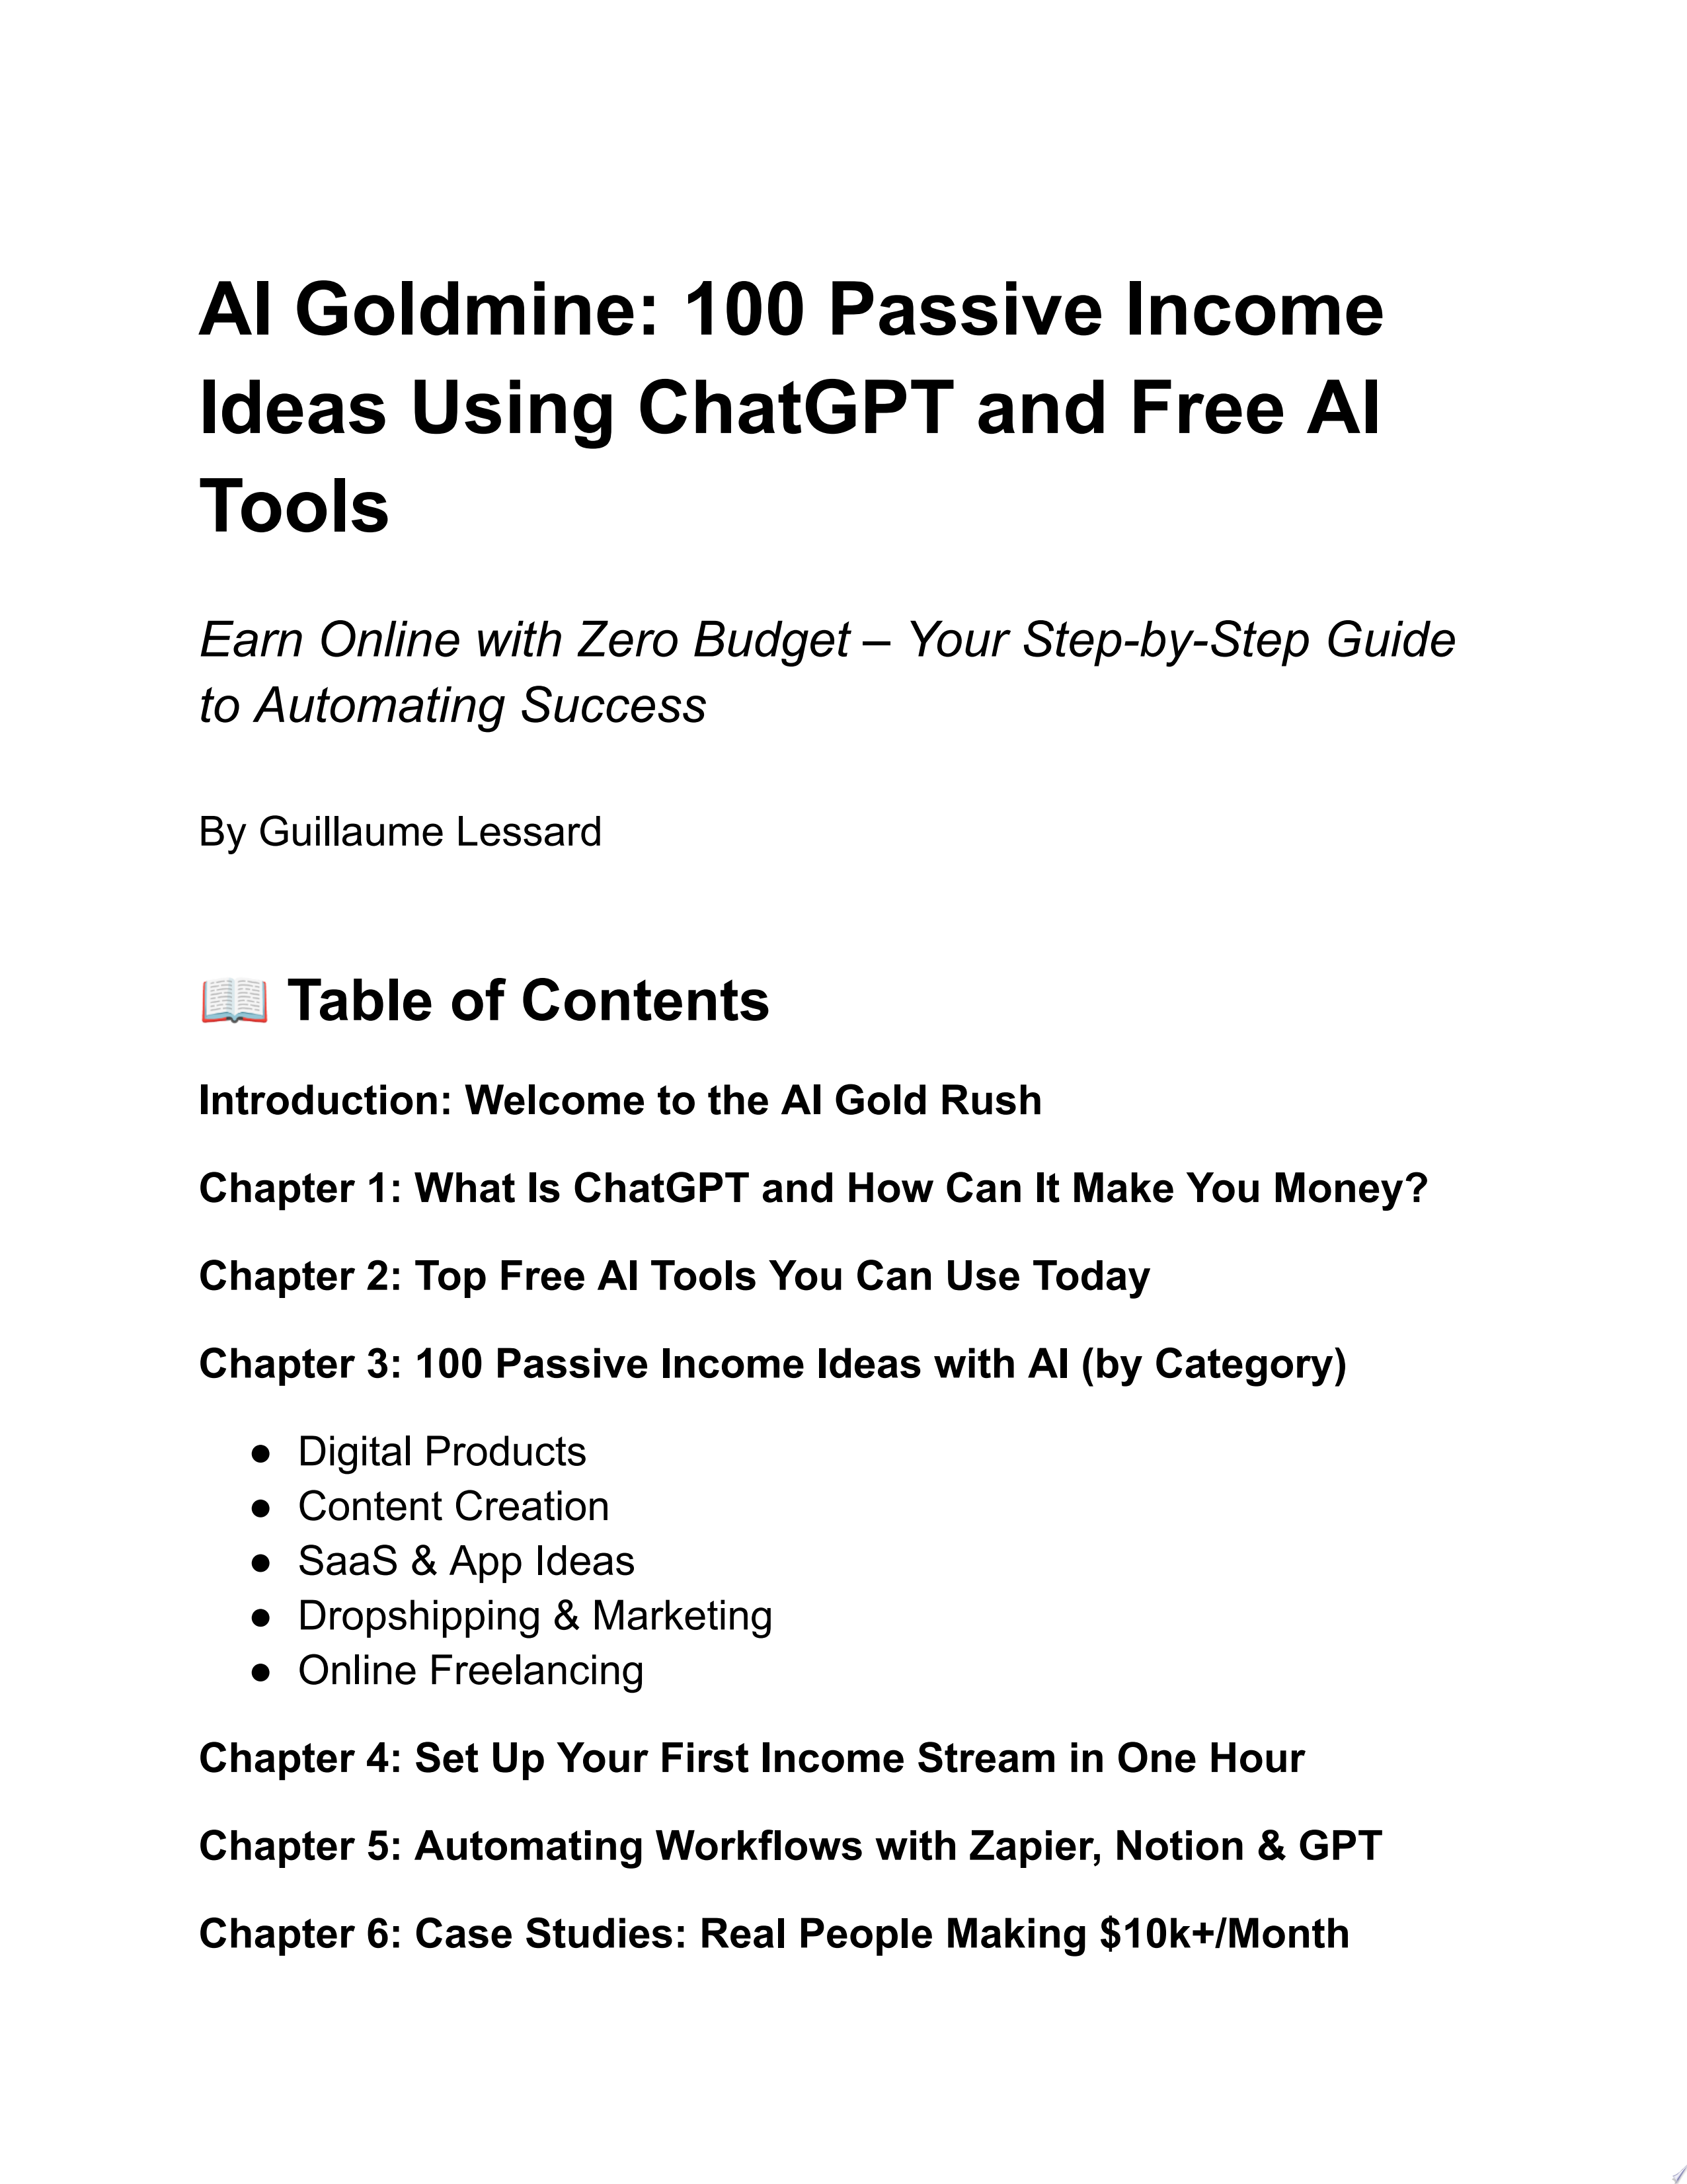 AI Goldmine: 100 Passive Income
Ideas Using ChatGPT and Free AI
Tools
Earn Online with Zero Budget – Your Step-by-Step Guide
to Automating Success
By Guillaume Lessard
📖 Table of Contents
Introduction: Welcome to the AI Gold Rush
Chapter 1: What Is ChatGPT and How Can It Make You Money?
Chapter 2: Top Free AI Tools You Can Use Today
Chapter 3: 100 Passive Income Ideas with AI (by Category)
● Digital Products
● Content Creation
● SaaS & App Ideas
● Dropshipping & Marketing
● Online Freelancing
Chapter 4: Set Up Your First Income Stream in One Hour
Chapter 5: Automating Workflows with Zapier, Notion & GPT
Chapter 6: Case Studies: Real People Making $10k+/Month